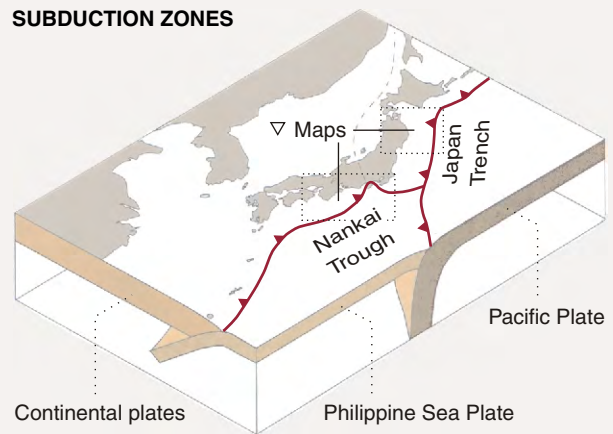 SUBDUCTION ZONES
▽ Maps
Japan
Trench
Nankai
Trough
Pacific Plate
Continental plates
Philippine Sea Plate